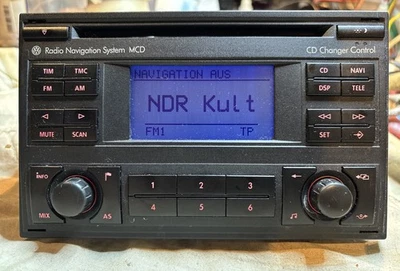 Radio Navigation System MCD
CD Changer Control
TIM TMC
NAVIGATION AUS
CD NAVI
FM AM
NDR Kult
DSP TELE
MUTE SCAN
FM1 TP
SET
INFO
1 2 3
MIX AS
4 5 6